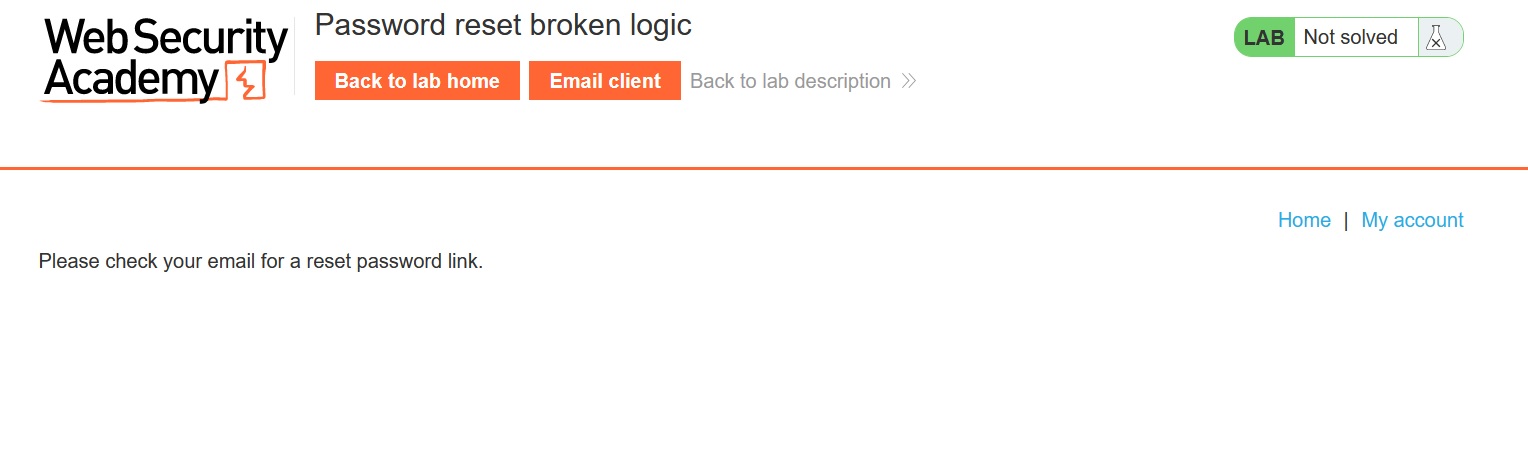 Web Security
Academy
Password reset broken logic
Back to lab home
Email client
Back to lab description
LAB Not solved
Home | My account
Please check your email for a reset password link.